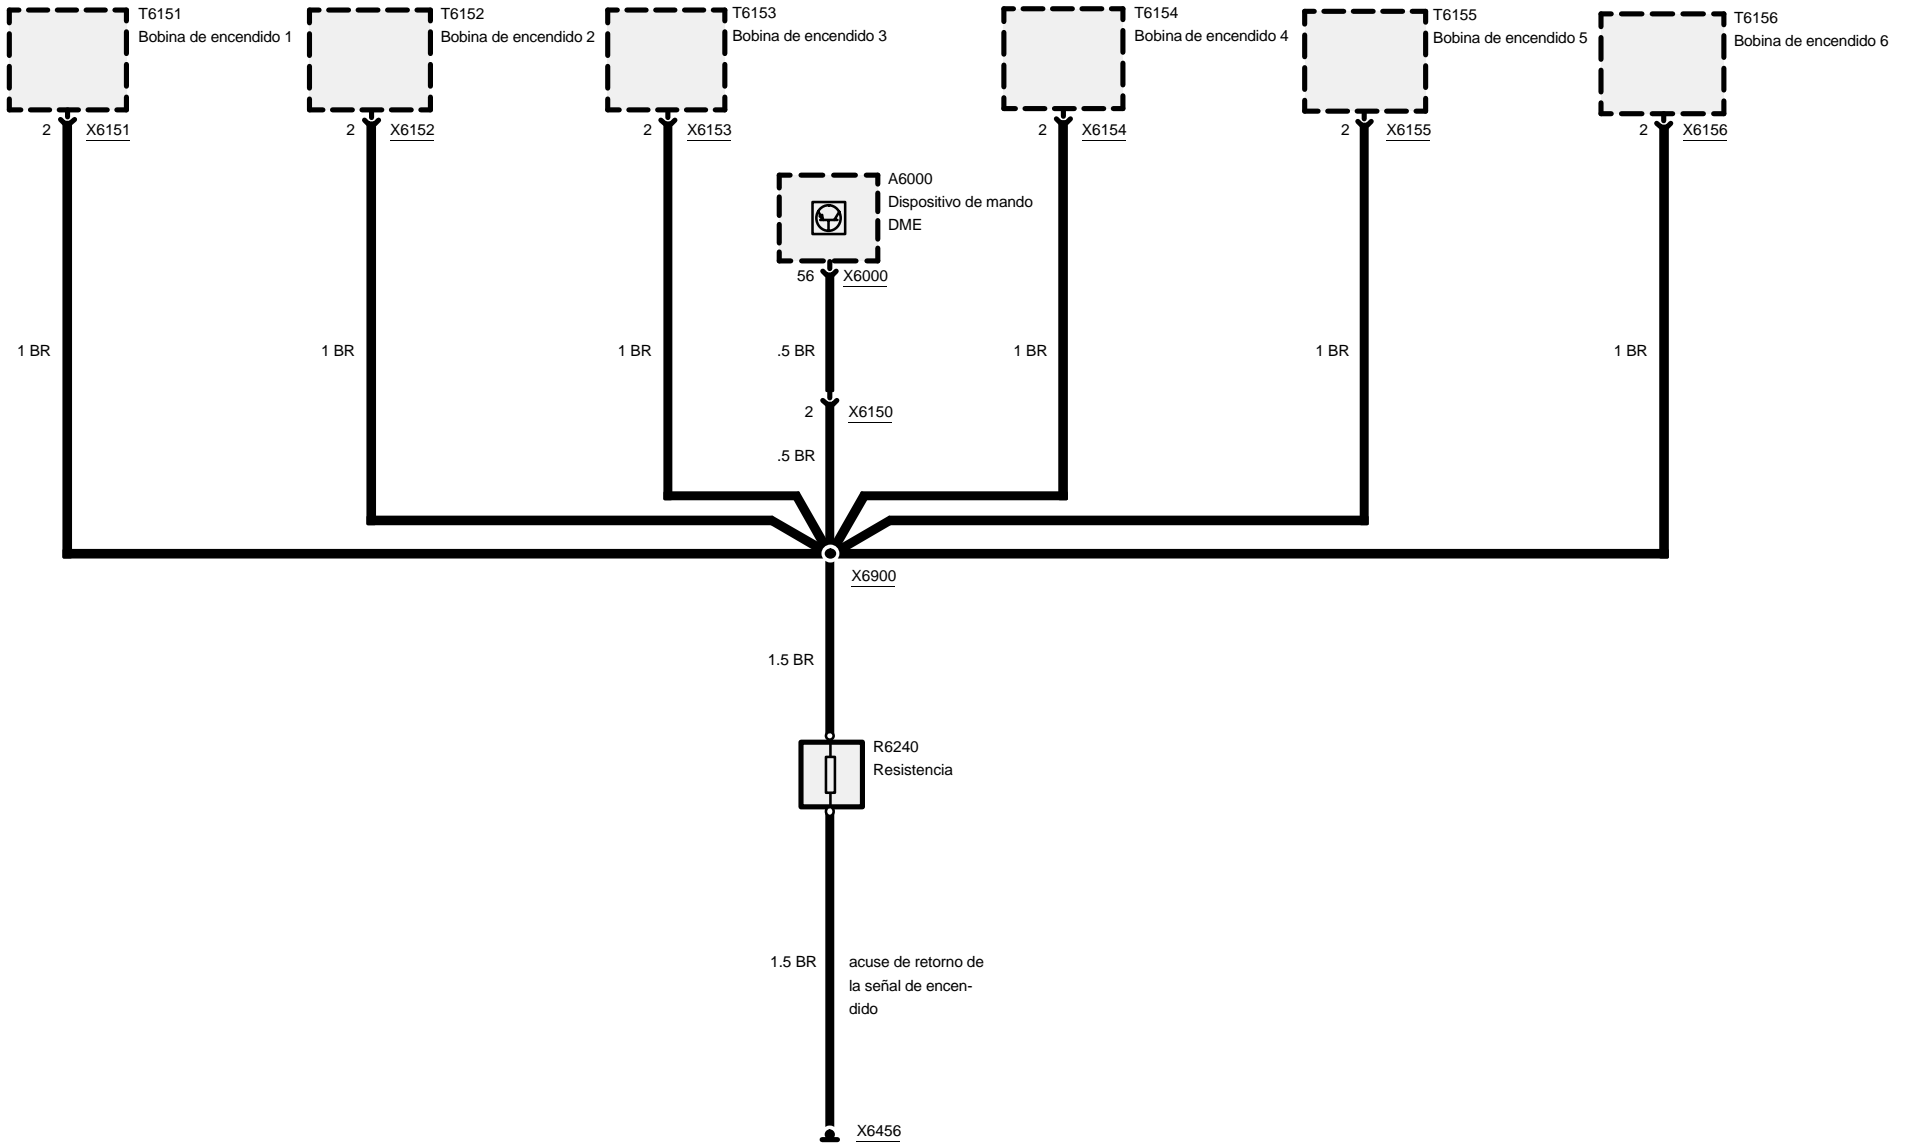 T6151
Bobina de encendido 1
T6152
Bobina de encendido 2
T6153
Bobina de encendido 3
T6154
Bobina de encendido 4
T6155
Bobina de encendido 5
T6156
Bobina de encendido 6
2 X6151
2 X6152
2 X6153
2 X6154
2 X6155
2 X6156
A6000
Dispositivo de mando
DME
56 X6000
1 BR
1 BR
1 BR
.5 BR
1 BR
1 BR
1 BR
2 X6150
.5 BR
X6900
1.5 BR
R6240
Resistencia
1.5 BR
acuse de retorno de
la señal de encen-
dido
X6456